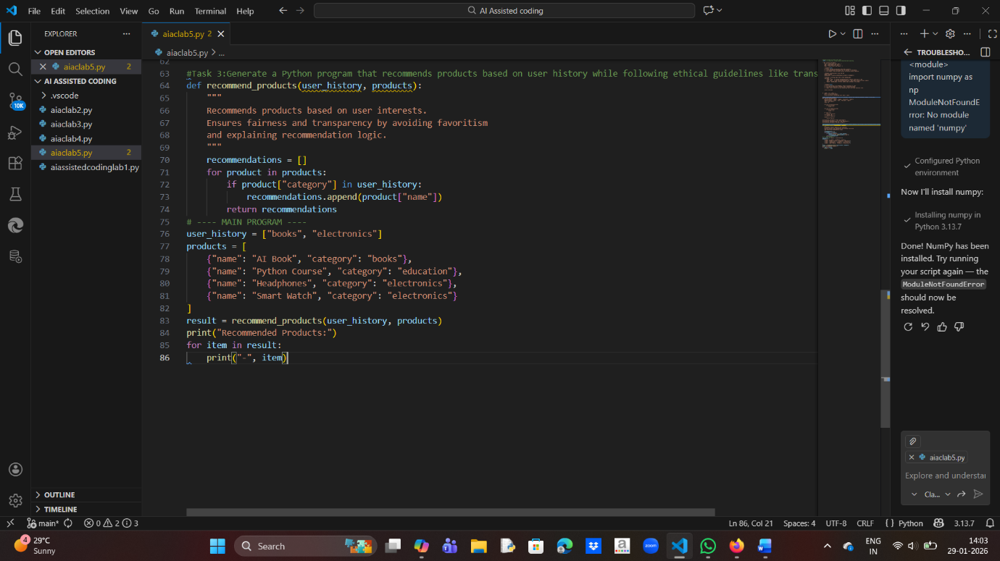 File Edit Selection View Go Run Terminal Help
AI Assisted coding
EXPLORER
OPEN EDITORS
aiaclab5.py 2
AI ASSISTED CODING
.vscode
aiaclab2.py
aiaclab3.py
aiaclab4.py
aiaclab5.py 2
aiassistedcodinglab1.py
10K
OUTLINE
TIMELINE
aiaclab5.py 2
aiaclab5.py > ...
62
63 #Task 3:Generate a Python program that recommends products based on user history while following ethical guidelines like trans
64 def recommend_products(user_history, products):
65 """
66 Recommends products based on user interests.
67 Ensures fairness and transparency by avoiding favoritism
68 and explaining recommendation logic.
69 """
70 recommendations = []
71 for product in products:
72 if product["category"] in user_history:
73 recommendations.append(product["name"])
74 return recommendations
75 # ---- MAIN PROGRAM ----
76 user_history = ["books", "electronics"]
77 products = [
78 {"name": "AI Book", "category": "books"},
79 {"name": "Python Course", "category": "education"},
80 {"name": "Headphones", "category": "electronics"},
81 {"name": "Smart Watch", "category": "electronics"}
82 ]
83 result = recommend_products(user_history, products)
84 print("Recommended Products:")
85 for item in result:
86 print("-", item)
TROUBLESHO...
<module>
import numpy as
np
ModuleNotFoundE
rror: No module
named 'numpy'
Configured Python
environment
Now I'll install numpy:
Installing numpy in
Python 3.13.7
Done! NumPy has been
installed. Try running
your script again — the
ModuleNotFoundError
should now be
resolved.
aiaclab5.py
Explore and understan
Cla...
main* 0 2 3
Ln 86, Col 21 Spaces: 4 UTF-8 CRLF { } Python 3.13.7
4
29°C
Sunny
Search
zoom
ENG
IN
14:03
29-01-2026